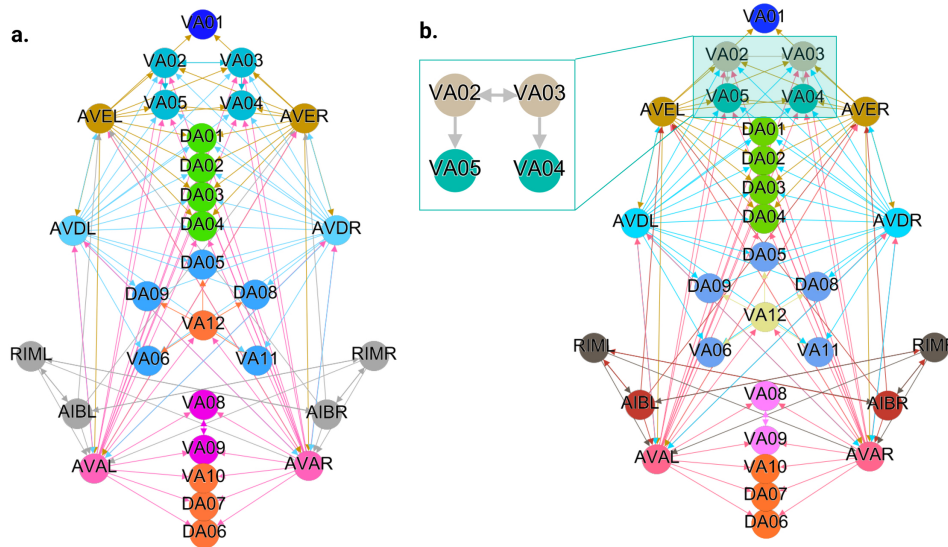 a.
VA01
VA02
VA03
VA05
VA04
AVEL
AVER
DA01
DA02
DA03
DA04
AVDL
AVDR
DA05
DA09
DA08
VA12
VA06
VA11
RIML
RIMR
AIBL
AIBR
VA08
VA09
AVAL
AVAR
VA10
DA07
DA06
b.
VA02
VA03
VA05
VA04
VA01
VA02
VA03
VA05
VA04
AVEL
AVER
DA01
DA02
DA03
DA04
AVDL
AVDR
DA05
DA09
DA08
VA12
VA06
VA11
RIML
RIMR
AIBL
AIBR
VA08
VA09
AVAL
AVAR
VA10
DA07
DA06